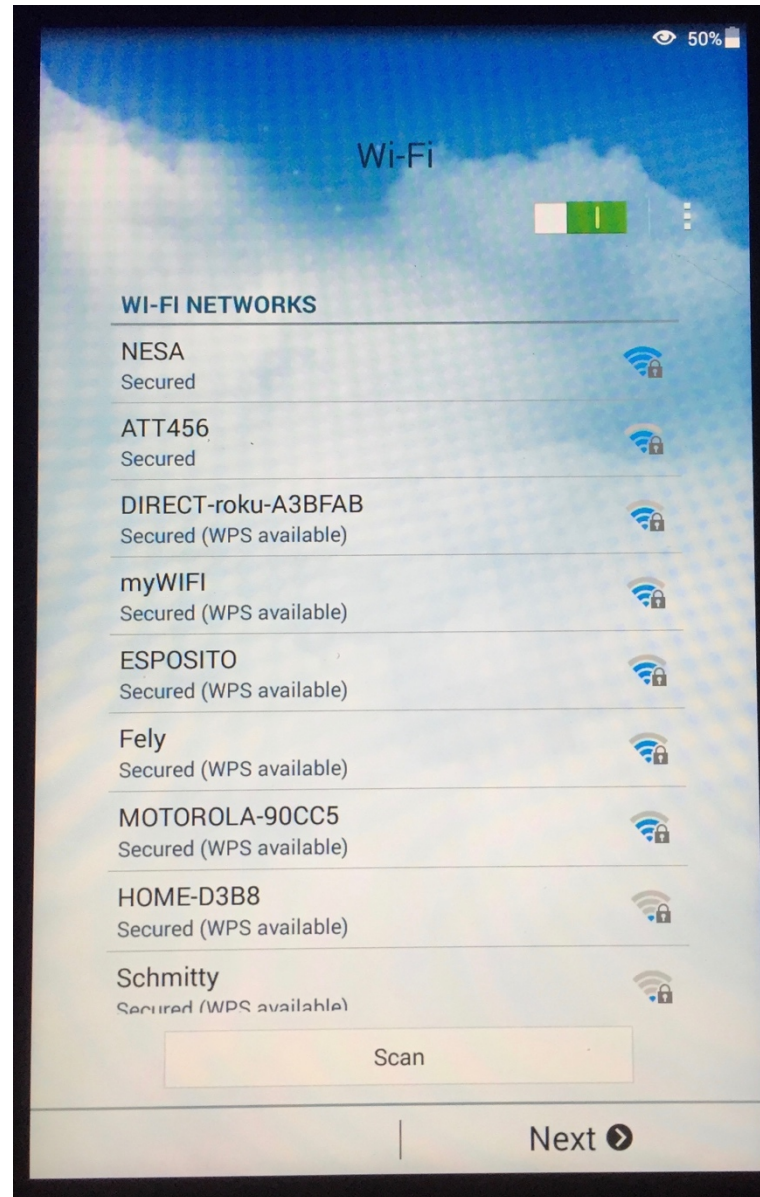 50%
Wi-Fi
WI-FI NETWORKS
NESA
Secured
ATT456
Secured
DIRECT-roku-A3BFAB
Secured (WPS available)
myWIFI
Secured (WPS available)
ESPOSITO
Secured (WPS available)
Fely
Secured (WPS available)
MOTOROLA-90CC5
Secured (WPS available)
HOME-D3B8
Secured (WPS available)
Schmitty
Secured (WPS available)
Scan
Next